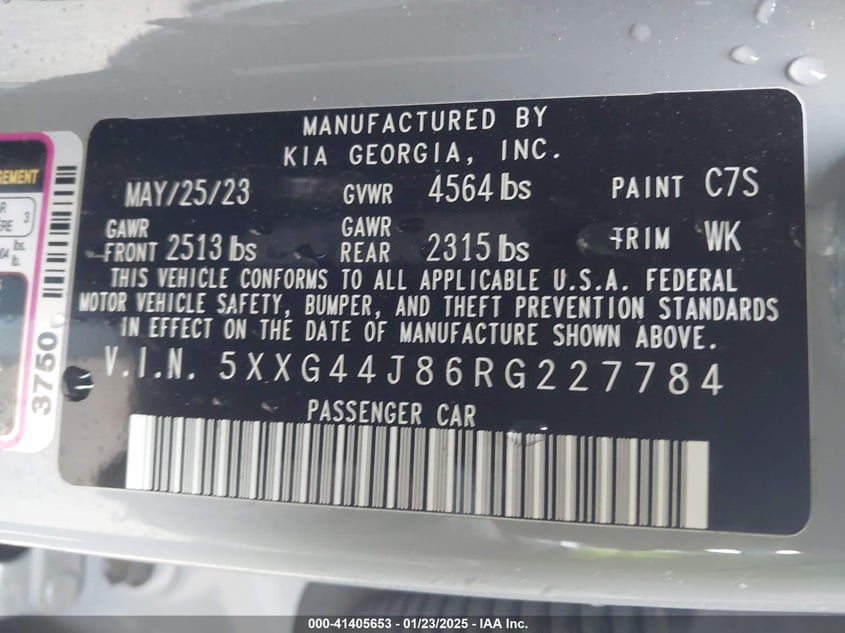 MANUFACTURED BY
KIA GEORGIA, INC.
MAY/25/23 GVWR 4564 lbs PAINT C7S
GAWR FRONT 2513 lbs GAWR REAR 2315 lbs TRIM WK
THIS VEHICLE CONFORMS TO ALL APPLICABLE U.S.A. FEDERAL
MOTOR VEHICLE SAFETY, BUMPER, AND THEFT PREVENTION STANDARDS
IN EFFECT ON THE DATE OF MANUFACTURE SHOWN ABOVE.
V.I.N. 5XXG44J86RG227784
PASSENGER CAR
3750
3
lbs.
lb.
000-41405653 - 01/23/2025 - IAA Inc.